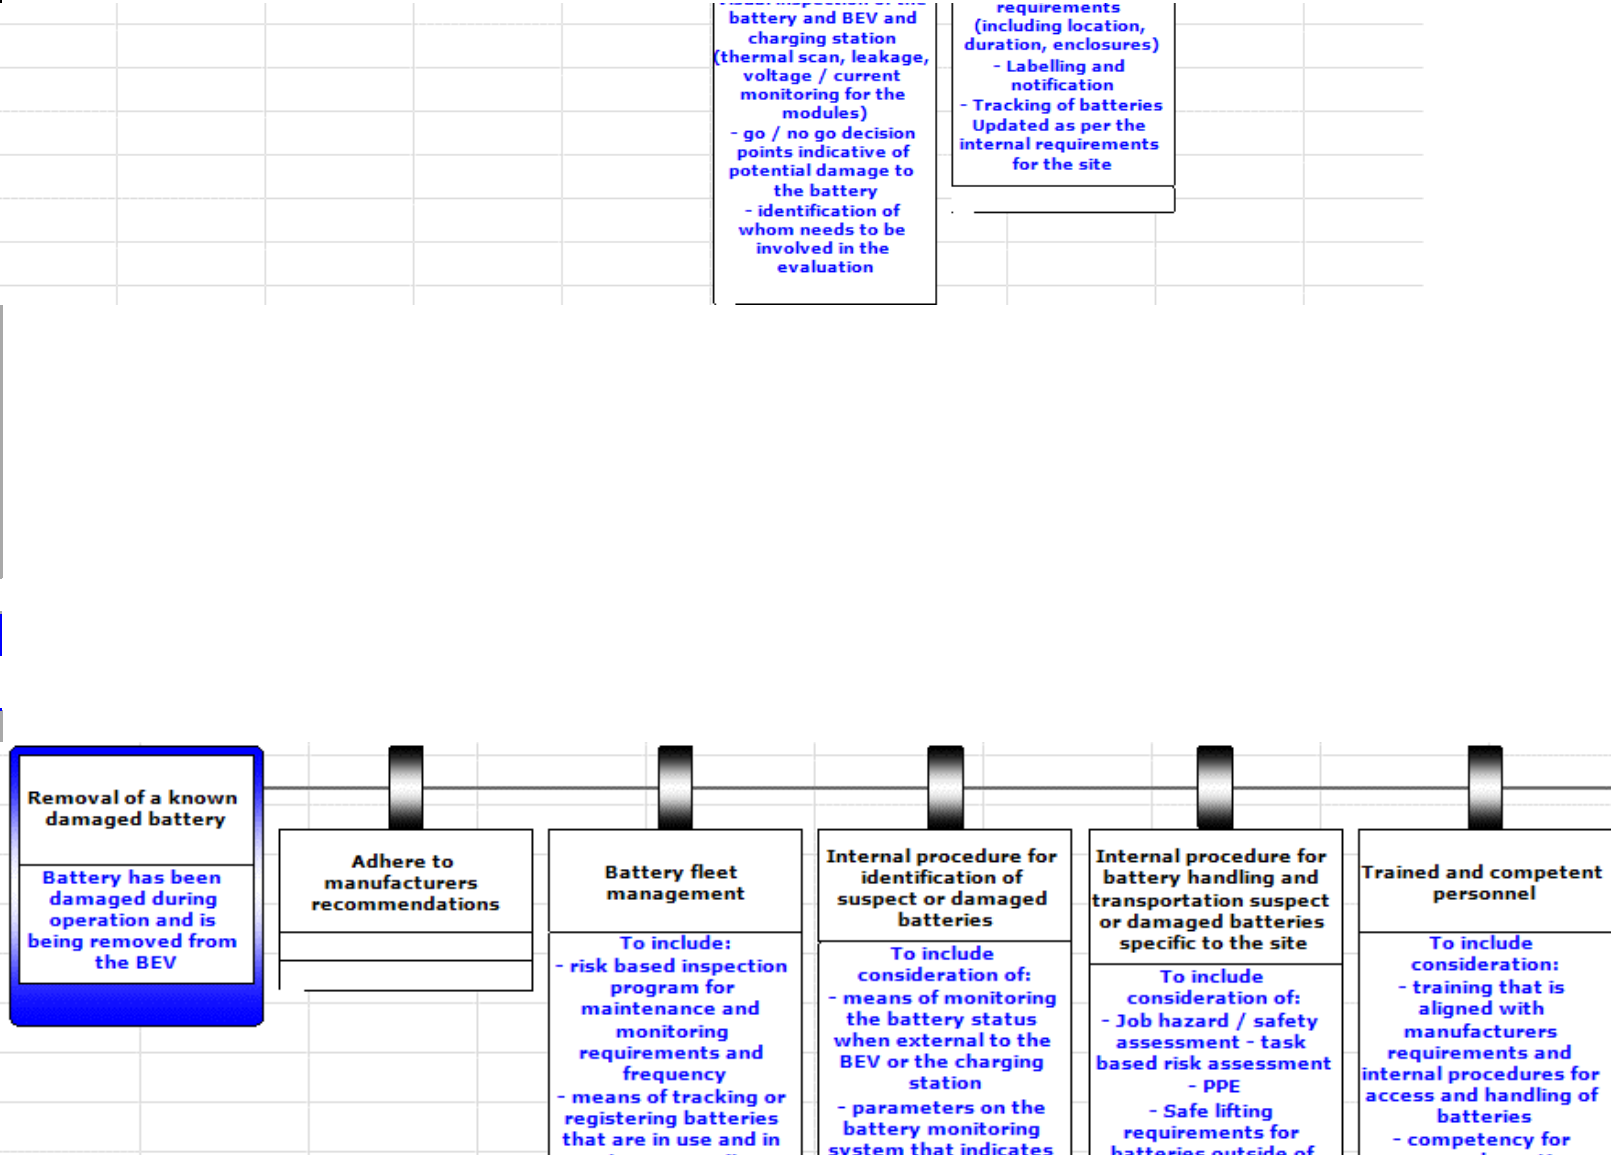 battery and BEV and
charging station
(thermal scan, leakage,
voltage / current
monitoring for the
modules)
- go / no go decision
points indicative of
potential damage to
the battery
- identification of
whom needs to be
involved in the
evaluation
requirements
(including location,
duration, enclosures)
- Labelling and
notification
- Tracking of batteries
Updated as per the
internal requirements
for the site
Removal of a known
damaged battery
Battery has been
damaged during
operation and is
being removed from
the BEV
Adhere to
manufacturers
recommendations
Battery fleet
management
To include:
- risk based inspection
program for
maintenance and
monitoring
requirements and
frequency
- means of tracking or
registering batteries
that are in use and in
Internal procedure for
identification of
suspect or damaged
batteries
To include
consideration of:
- means of monitoring
the battery status
when external to the
BEV or the charging
station
- parameters on the
battery monitoring
system that indicates
Internal procedure for
battery handling and
transportation suspect
or damaged batteries
specific to the site
To include
consideration of:
- Job hazard / safety
assessment - task
based risk assessment
- PPE
- Safe lifting
requirements for
batteries outside of
Trained and competent
personnel
To include
consideration:
- training that is
aligned with
manufacturers
requirements and
internal procedures for
access and handling of
batteries
- competency for